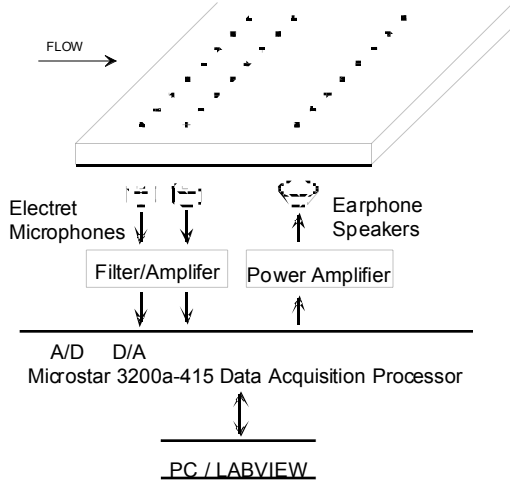 FLOW
Electret
Microphones
Earphone
Speakers
Filter/Amplifer
Power Amplifier
A/D D/A
Microstar 3200a-415 Data Acquisition Processor
PC / LABVIEW